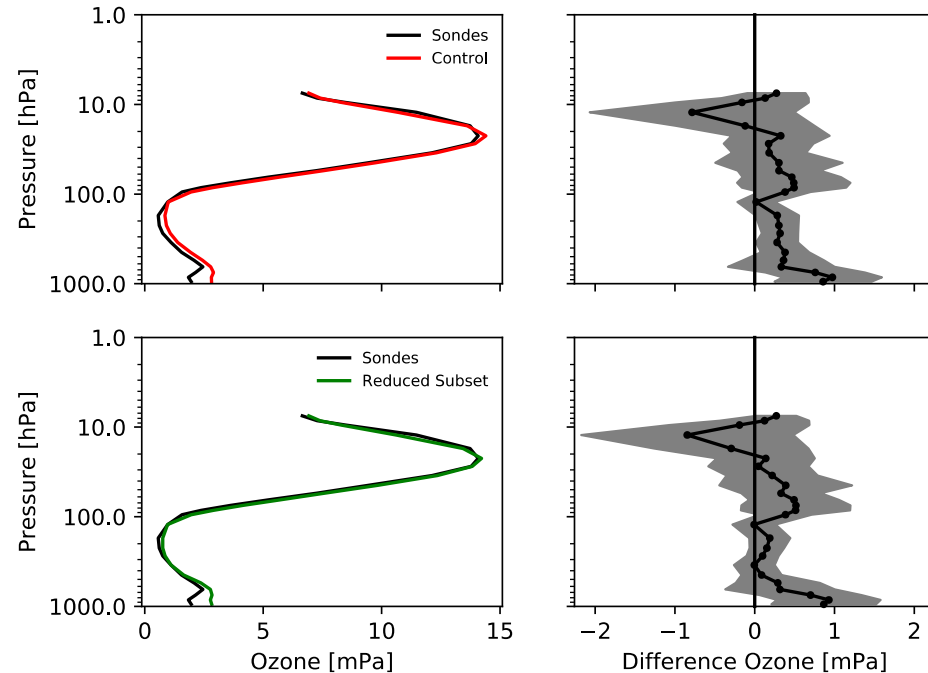 1.0
10.0
100.0
1000.0
Pressure [hPa]
Sondes
Control
1.0
10.0
100.0
1000.0
Pressure [hPa]
Sondes
Reduced Subset
0 5 10 15
Ozone [mPa]
−2 −1 0 1 2
Difference Ozone [mPa]